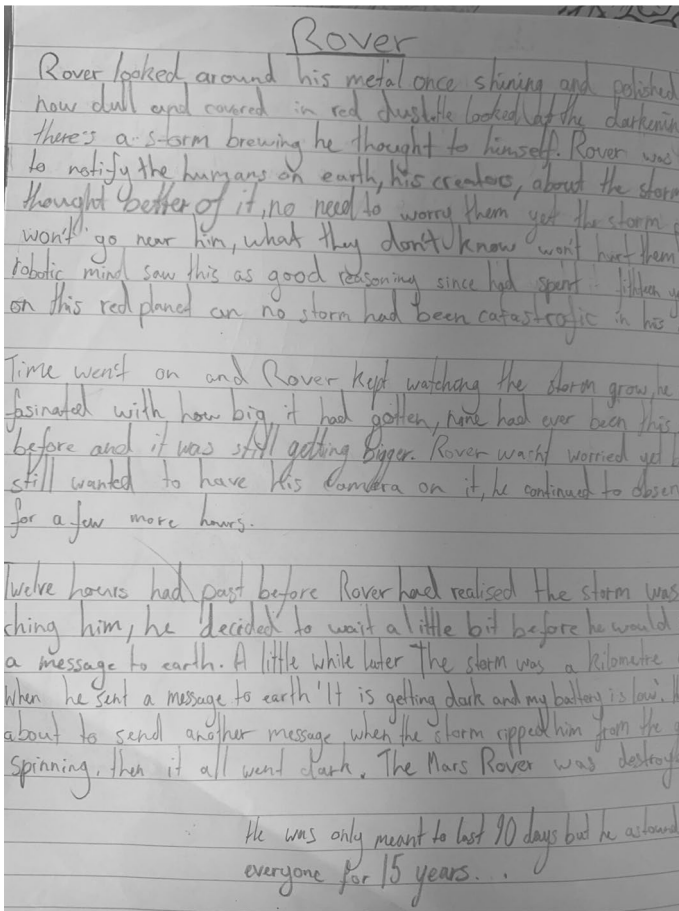 Rover
Rover looked around his metal once shining and polished
now dull and covered in red dust. He looked at the darkenin
there's a storm brewing he thought to himself. Rover was
to notify the humans on earth, his creators, about the storm
thought better of it, no need to worry them yet the storm
won't go near him, what they don't know won't hurt them
robotic mind saw this as good reasoning since had spent fifthteen y
on this red planet an no storm had been catastrofic in his
Time went on and Rover kept watching the storm grow, he
fasinated with how big it had gotten, none had ever been this
before and it was still getting Bigger. Rover wasnt worried yet b
still wanted to have his camera on it, he continued to obser
for a few more hours.
Twelve hours had past before Rover had realised the storm was
ching him, he decided to wait a little bit before he would
a message to earth. A little while later the storm was a kilometre
When he sent a message to earth 'It is getting dark and my battery is low'. H
about to send another message when the storm ripped him from the g
spinning, then it all went dark. The Mars Rover was destroy
He was only meant to last 90 days but he astound
everyone for 15 years...